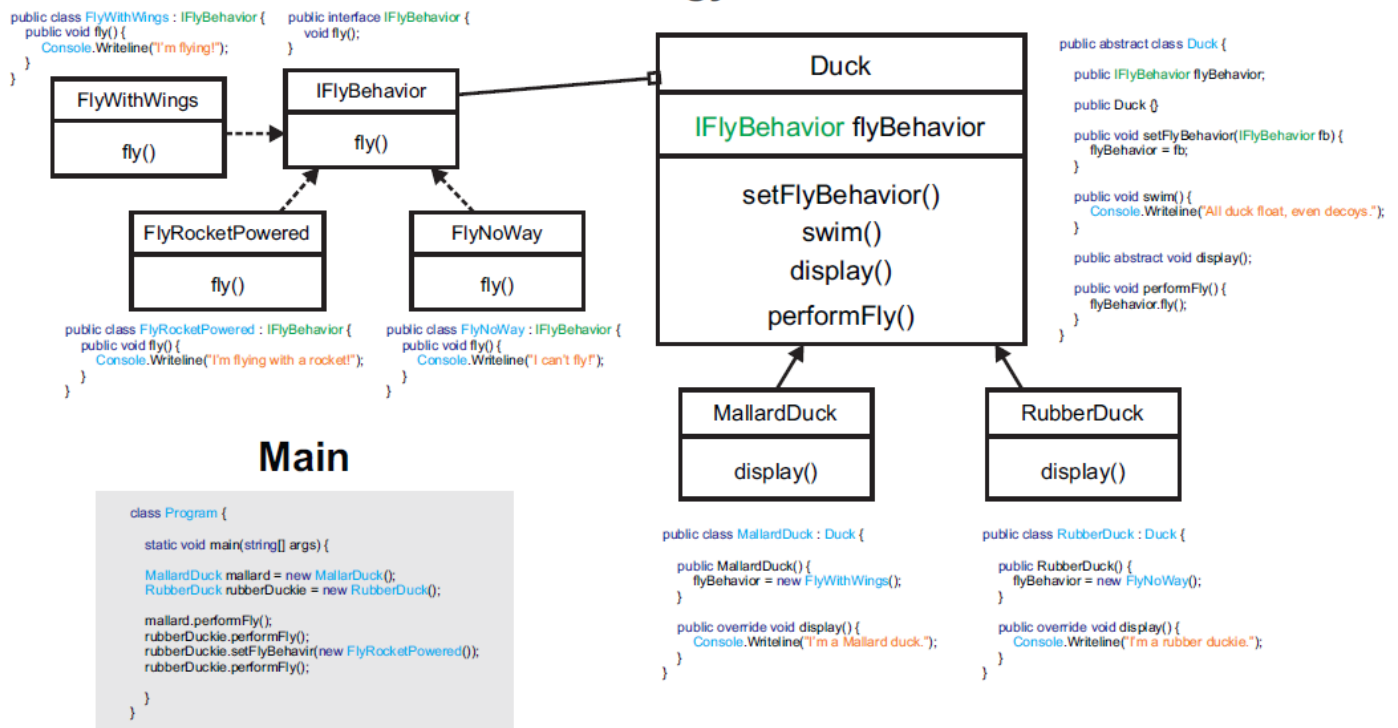 public class FlyWithWings : IFlyBehavior {
public void fly() {
Console.Writeline("I'm flying!");
}
}
public interface IFlyBehavior {
void fly();
}
FlyWithWings
fly()
IFlyBehavior
fly()
FlyRocketPowered
fly()
FlyNoWay
fly()
public class FlyRocketPowered : IFlyBehavior {
public void fly() {
Console.Writeline("I'm flying with a rocket!");
}
}
public class FlyNoWay : IFlyBehavior {
public void fly() {
Console.Writeline("I can't fly!");
}
}
Duck
IFlyBehavior flyBehavior
setFlyBehavior()
swim()
display()
performFly()
public abstract class Duck {
public IFlyBehavior flyBehavior;
public Duck {}
public void setFlyBehavior(IFlyBehavior fb) {
flyBehavior = fb;
}
public void swim() {
Console.Writeline("All duck float, even decoys.");
}
public abstract void display();
public void performFly() {
flyBehavior.fly();
}
}
MallardDuck
display()
RubberDuck
display()
public class MallardDuck : Duck {
public MallardDuck() {
flyBehavior = new FlyWithWings();
}
public override void display() {
Console.Writeline("I'm a Mallard duck.");
}
}
public class RubberDuck : Duck {
public RubberDuck() {
flyBehavior = new FlyNoWay();
}
public override void display() {
Console.Writeline("I'm a rubber duckie.");
}
}
Main
class Program {
static void main(string[] args) {
MallardDuck mallard = new MallarDuck();
RubberDuck rubberDuckie = new RubberDuck();
mallard.performFly();
rubberDuckie.performFly();
rubberDuckie.setFlyBehavir(new FlyRocketPowered());
rubberDuckie.performFly();
}
}